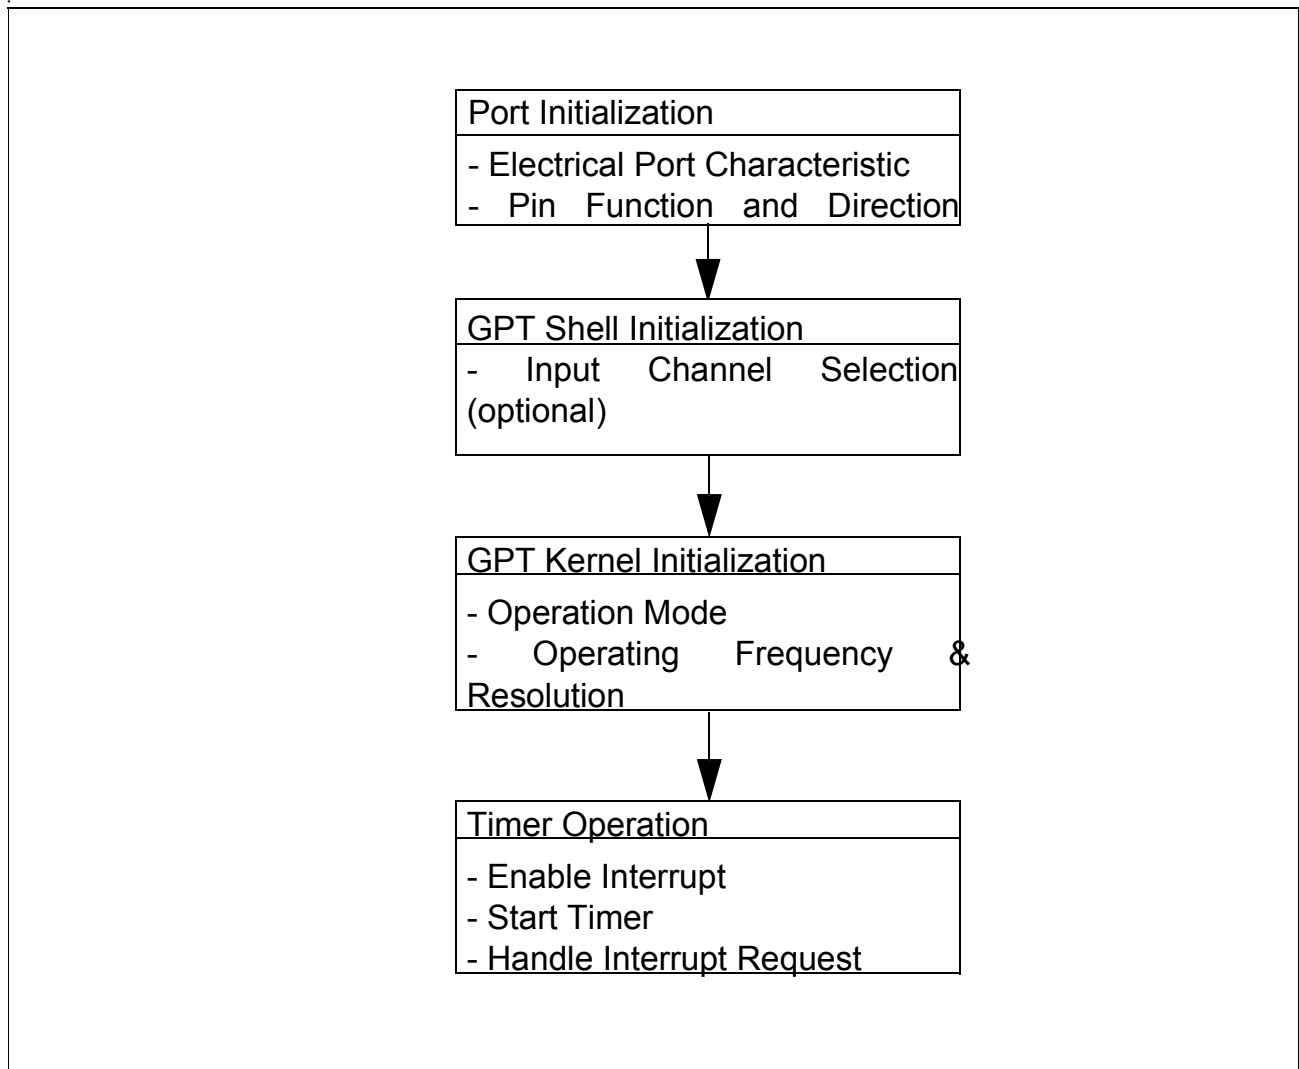 Port Initialization
- Electrical Port Characteristic
- Pin Function and Direction
GPT Shell Initialization
- Input Channel Selection
(optional)
GPT Kernel Initialization
- Operation Mode
- Operating Frequency &
Resolution
Timer Operation
- Enable Interrupt
- Start Timer
- Handle Interrupt Request